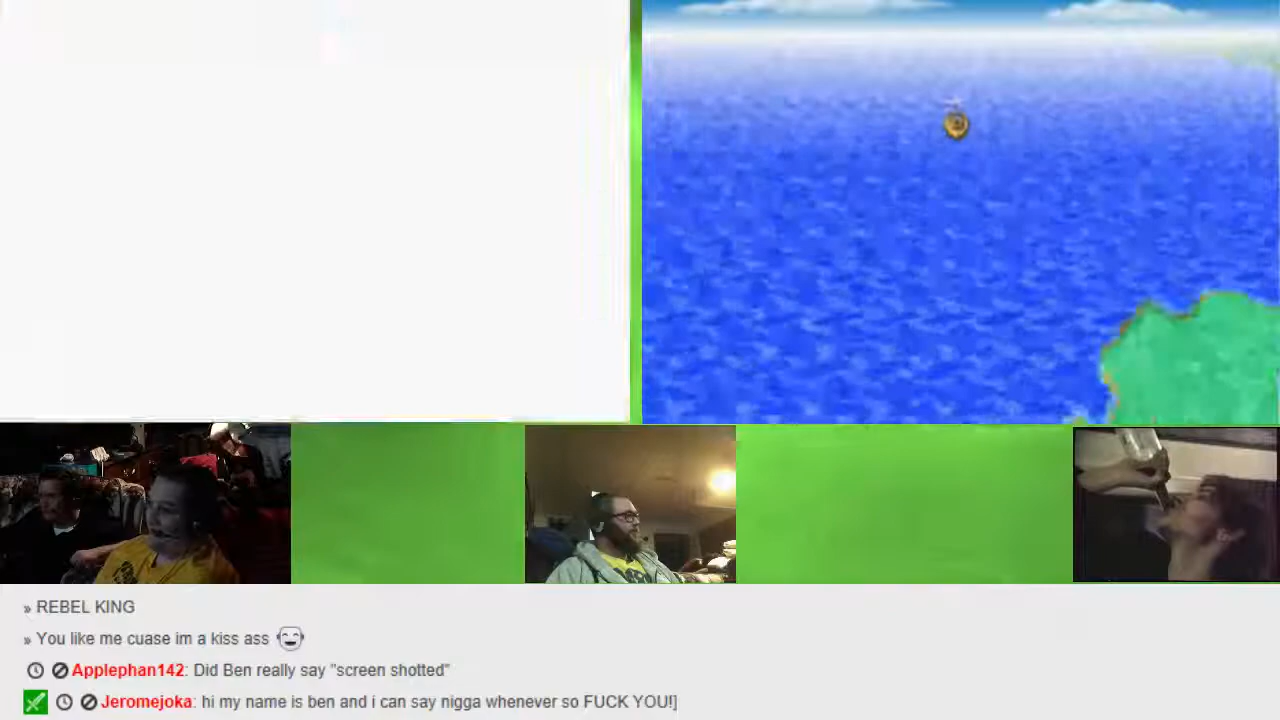 » REBEL KING
» You like me cuase im a kiss ass
Applephan142: Did Ben really say "screen shotted"
Jeromejoka: hi my name is ben and i can say nigga whenever so FUCK YOU!]